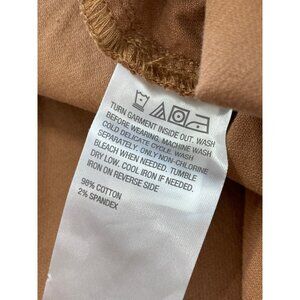 TURN GARMENT INSIDE OUT. WASH
BEFORE WEARING. MACHINE WASH
COLD DELICATE CYCLE. WASH
SEPARATELY. ONLY NON-CHLORINE
BLEACH WHEN NEEDED. TUMBLE
DRY LOW. COOL IRON IF NEEDED.
IRON ON REVERSE SIDE
98% COTTON
2% SPANDEX